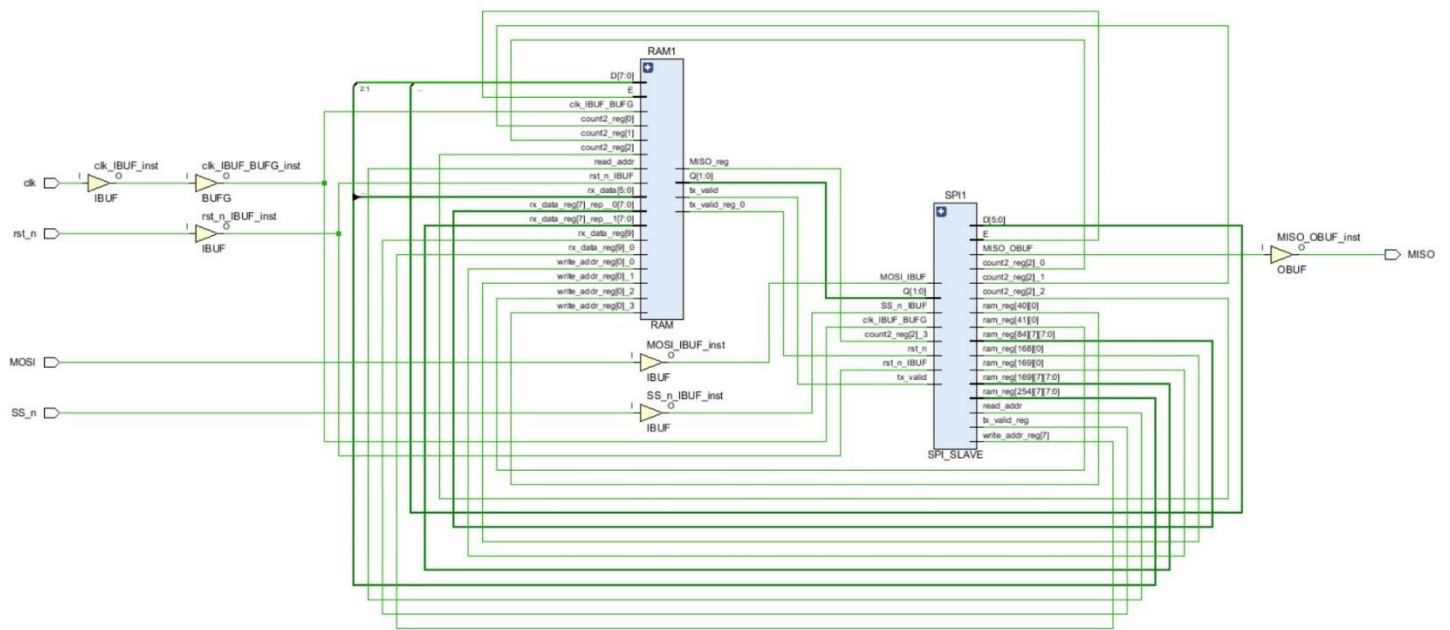 RAM1
D[7:0]
2:1
...
E
clk_IBUF_BUFG
count2_reg[0]
count2_reg[1]
count2_reg[2]
read_addr
rst_n_IBUF
rx_data[5:0]
...
rx_data_reg[7]_rep__0[7:0]
rx_data_reg[7]_rep__1[7:0]
rx_data_reg[9]
rx_data_reg[9]_0
write_addr_reg[0]_0
write_addr_reg[0]_1
write_addr_reg[0]_2
write_addr_reg[0]_3
MISO_reg
Q[1:0]
tx_valid
tx_valid_reg_0
RAM
clk
clk_IBUF_inst
I
O
IBUF
clk_IBUF_BUFG_inst
I
O
BUFG
rst_n
rst_n_IBUF_inst
I
O
IBUF
MOSI
MOSI_IBUF_inst
I
O
IBUF
SS_n
SS_n_IBUF_inst
I
O
IBUF
SPI1
MOSI_IBUF
Q[1:0]
SS_n_IBUF
clk_IBUF_BUFG
count2_reg[2]_3
rst_n
rst_n_IBUF
tx_valid
D[5:0]
E
MISO_OBUF
count2_reg[2]_0
count2_reg[2]_1
count2_reg[2]_2
ram_reg[40][0]
ram_reg[41][0]
ram_reg[84][7][7:0]
ram_reg[168][0]
ram_reg[169][0]
ram_reg[169][7][7:0]
ram_reg[254][7][7:0]
read_addr
tx_valid_reg
write_addr_reg[7]
SPI_SLAVE
MISO_OBUF_inst
I
O
OBUF
MISO